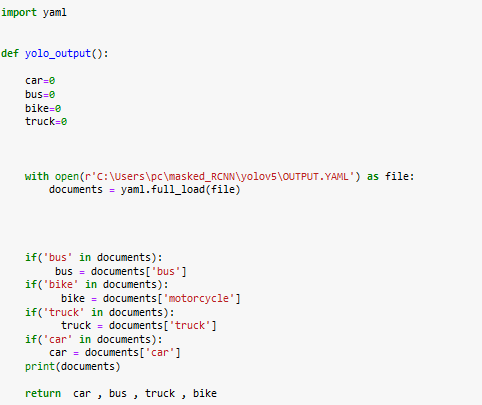 import yaml
def yolo_output():
    car=0
    bus=0
    bike=0
    truck=0
    with open(r'C:\Users\pc\masked_RCNN\yolov5\OUTPUT.YAML') as file:
        documents = yaml.full_load(file)
    if('bus' in documents):
         bus = documents['bus']
    if('bike' in documents):
          bike = documents['motorcycle']
    if('truck' in documents):
          truck = documents['truck']
    if('car' in documents):
        car = documents['car']
    print(documents)
    return  car , bus , truck , bike